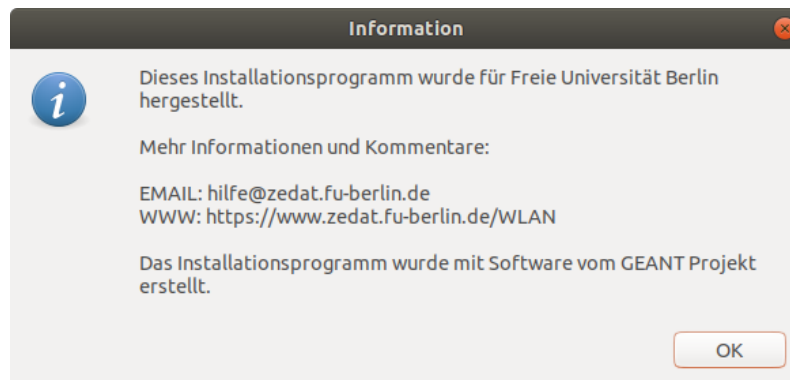 Information
Dieses Installationsprogramm wurde für Freie Universität Berlin
hergestellt.
Mehr Informationen und Kommentare:
EMAIL: hilfe@zedat.fu-berlin.de
WWW: https://www.zedat.fu-berlin.de/WLAN
Das Installationsprogramm wurde mit Software vom GEANT Projekt
erstellt.
OK